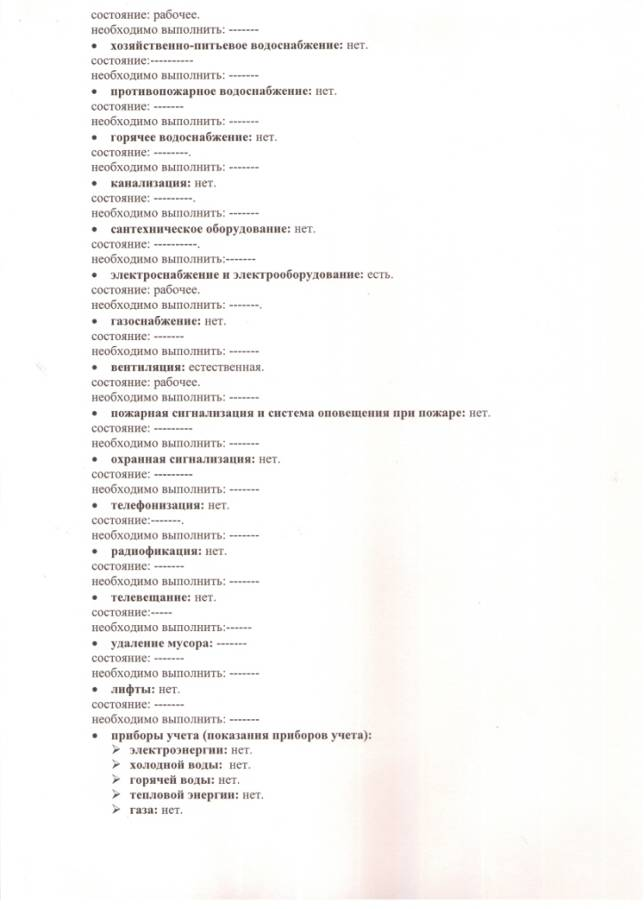 состояние: рабочее.
необходимо выполнить: -------
• хозяйственно-питьевое водоснабжение: нет.
состояние:----------
необходимо выполнить: -------
• противопожарное водоснабжение: нет.
состояние: -------
необходимо выполнить: -------
• горячее водоснабжение: нет.
состояние: --------.
необходимо выполнить: -------
• канализация: нет.
состояние: ---------.
необходимо выполнить: -------
• сантехническое оборудование: нет.
состояние: ----------.
необходимо выполнить:-------
• электроснабжение и электрооборудование: есть.
состояние: рабочее.
необходимо выполнить: -------.
• газоснабжение: нет.
состояние: -------
необходимо выполнить: -------
• вентиляция: естественная.
состояние: рабочее.
необходимо выполнить: -------
• пожарная сигнализация и система оповещения при пожаре: нет.
состояние: ---------
необходимо выполнить: -------
• охранная сигнализация: нет.
состояние: ---------
необходимо выполнить: -------
• телефонизация: нет.
состояние:-------.
необходимо выполнить: -------
• радиофикация: нет.
состояние: -------
необходимо выполнить: -------
• телевещание: нет.
состояние:-----
необходимо выполнить:------
• удаление мусора: -------
состояние: -------
необходимо выполнить: -------
• лифты: нет.
состояние: -------
необходимо выполнить: -------
• приборы учета (показания приборов учета):
➢ электроэнергии: нет.
➢ холодной воды: нет.
➢ горячей воды: нет.
➢ тепловой энергии: нет.
➢ газа: нет.